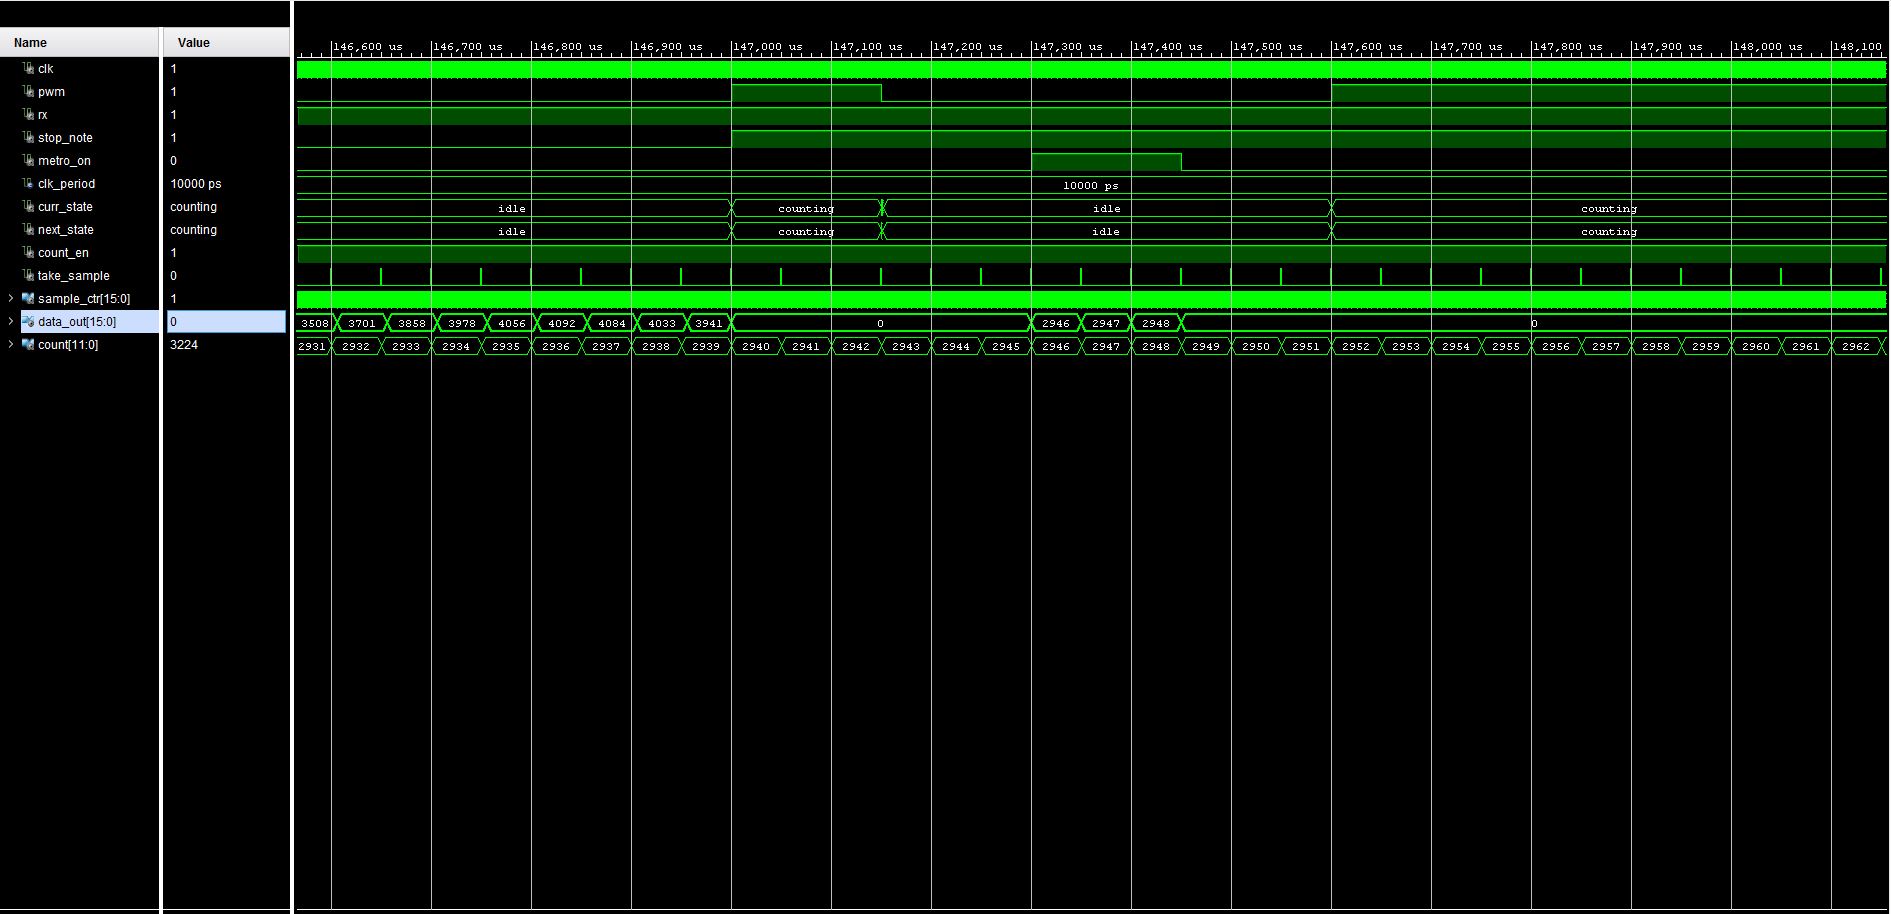 Name Value
146,600 us 146,700 us 146,800 us 146,900 us 147,000 us 147,100 us 147,200 us 147,300 us 147,400 us 147,500 us 147,600 us 147,700 us 147,800 us 147,900 us 148,000 us 148,100
clk 1
pwm 1
rx 1
stop_note 1
metro_on 0
clk_period 10000 ps 10000 ps
curr_state counting idle counting idle counting
next_state counting idle counting idle counting
count_en 1
take_sample 0
sample_ctr[15:0] 1
data_out[15:0] 0 3508 3701 3858 3978 4056 4092 4084 4033 3941 0 2946 2947 2948 0
count[11:0] 3224 2931 2932 2933 2934 2935 2936 2937 2938 2939 2940 2941 2942 2943 2944 2945 2946 2947 2948 2949 2950 2951 2952 2953 2954 2955 2956 2957 2958 2959 2960 2961 2962